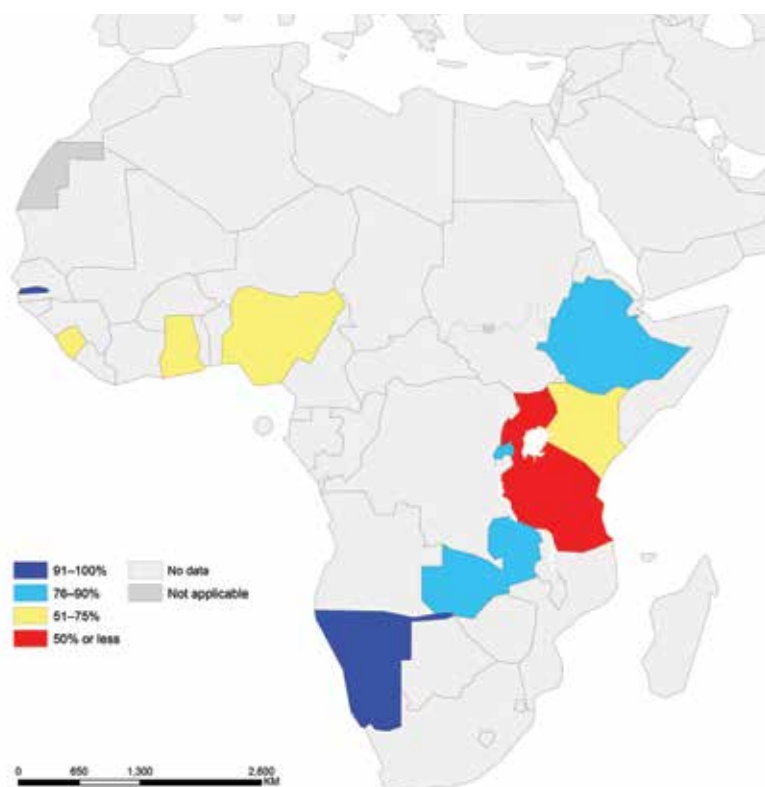 91–100%
76–90%
51–75%
50% or less
No data
Not applicable
0 650 1,300 2,600
KM